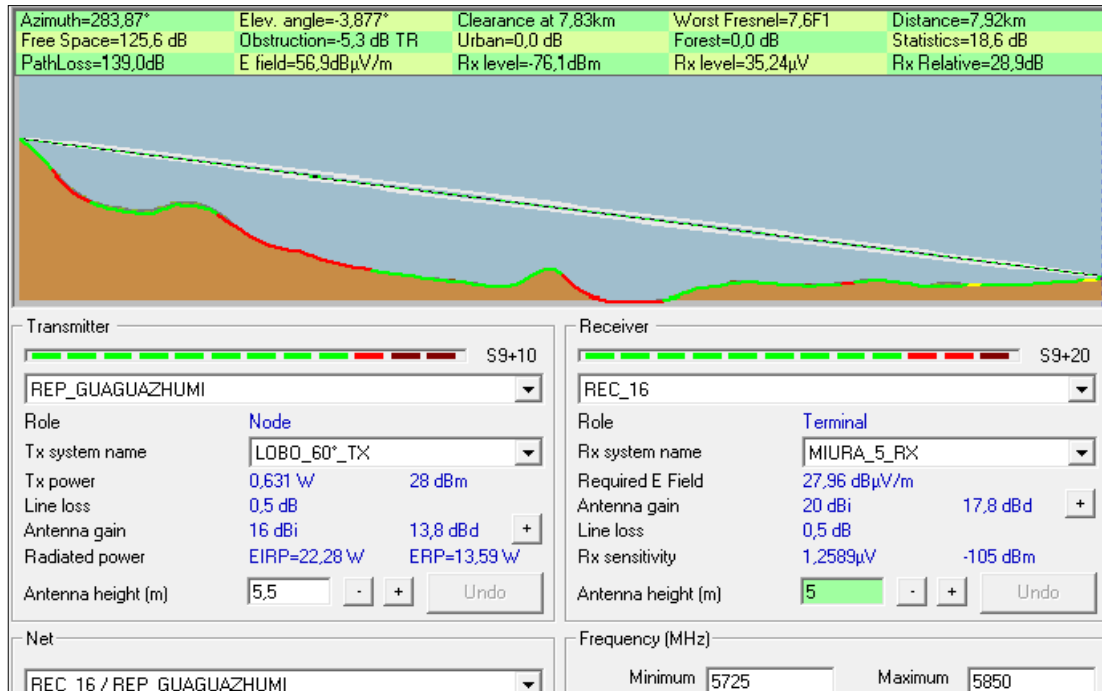 Azimuth=283,87° Elev. angle=-3,877° Clearance at 7,83km Worst Fresnel=7,6F1 Distance=7,92km
Free Space=125,6 dB Obstruction=-5,3 dB TR Urban=0,0 dB Forest=0,0 dB Statistics=18,6 dB
PathLoss=139,0dB E field=56,9dBµV/m Rx level=-76,1dBm Rx level=35,24µV Rx Relative=28,9dB
Transmitter
S9+10
REP_GUAGUAZHUMI
Role Node
Tx system name LOBO_60°_TX
Tx power 0,631 W 28 dBm
Line loss 0,5 dB
Antenna gain 16 dBi 13,8 dBd +
Radiated power EIRP=22,28 W ERP=13,59 W
Antenna height (m) 5,5 - + Undo
Receiver
S9+20
REC_16
Role Terminal
Rx system name MIURA_5_RX
Required E Field 27,96 dBµV/m
Antenna gain 20 dBi 17,8 dBd +
Line loss 0,5 dB
Rx sensitivity 1,2589µV -105 dBm
Antenna height (m) 5 - + Undo
Net
REC_16 / REP_GUAGUAZHUMI
Frequency (MHz)
Minimum 5725 Maximum 5850